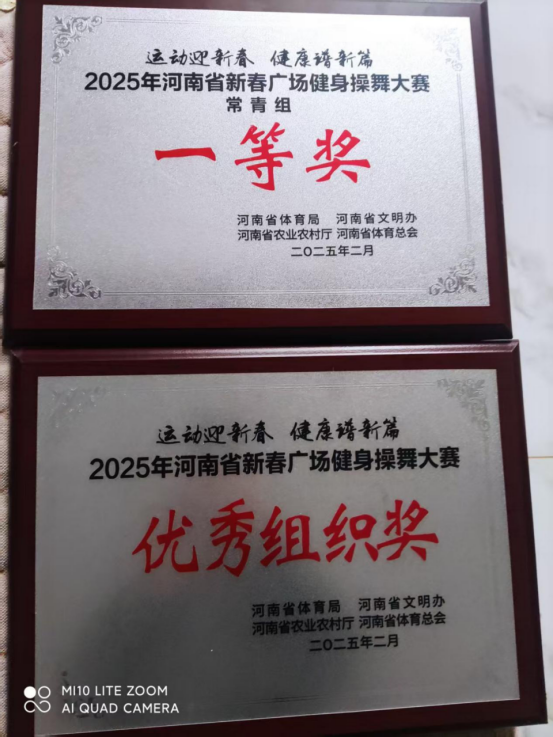 运动迎新春 健康谱新篇
2025年河南省新春广场健身操舞大赛
常青组
一等奖
河南省体育局 河南省文明办
河南省农业农村厅 河南省体育总会
二〇二五年二月
运动迎新春 健康谱新篇
2025年河南省新春广场健身操舞大赛
优秀组织奖
河南省体育局 河南省文明办
河南省农业农村厅 河南省体育总会
二〇二五年二月
MI10 LITE ZOOM
AI QUAD CAMERA